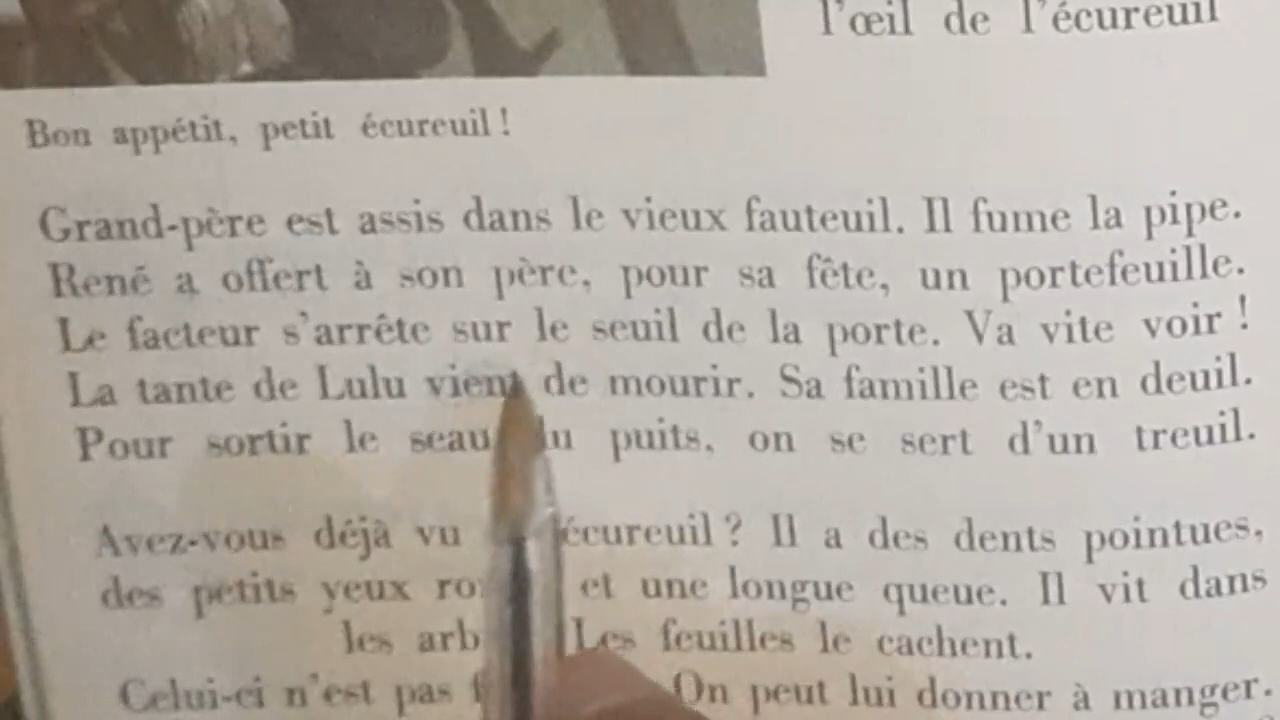 l'œil de l'écureuil
Bon appétit, petit écureuil !
Grand-père est assis dans le vieux fauteuil. Il fume la pipe.
René a offert à son père, pour sa fête, un portefeuille.
Le facteur s'arrête sur le seuil de la porte. Va vite voir !
La tante de Lulu vient de mourir. Sa famille est en deuil.
Pour sortir le seau du puits, on se sert d'un treuil.
Avez-vous déjà vu écureuil ? Il a des dents pointues,
des petits yeux et une longue queue. Il vit dans
les Les feuilles le cachent.
Celui-ci n'est pas On peut lui donner à manger.